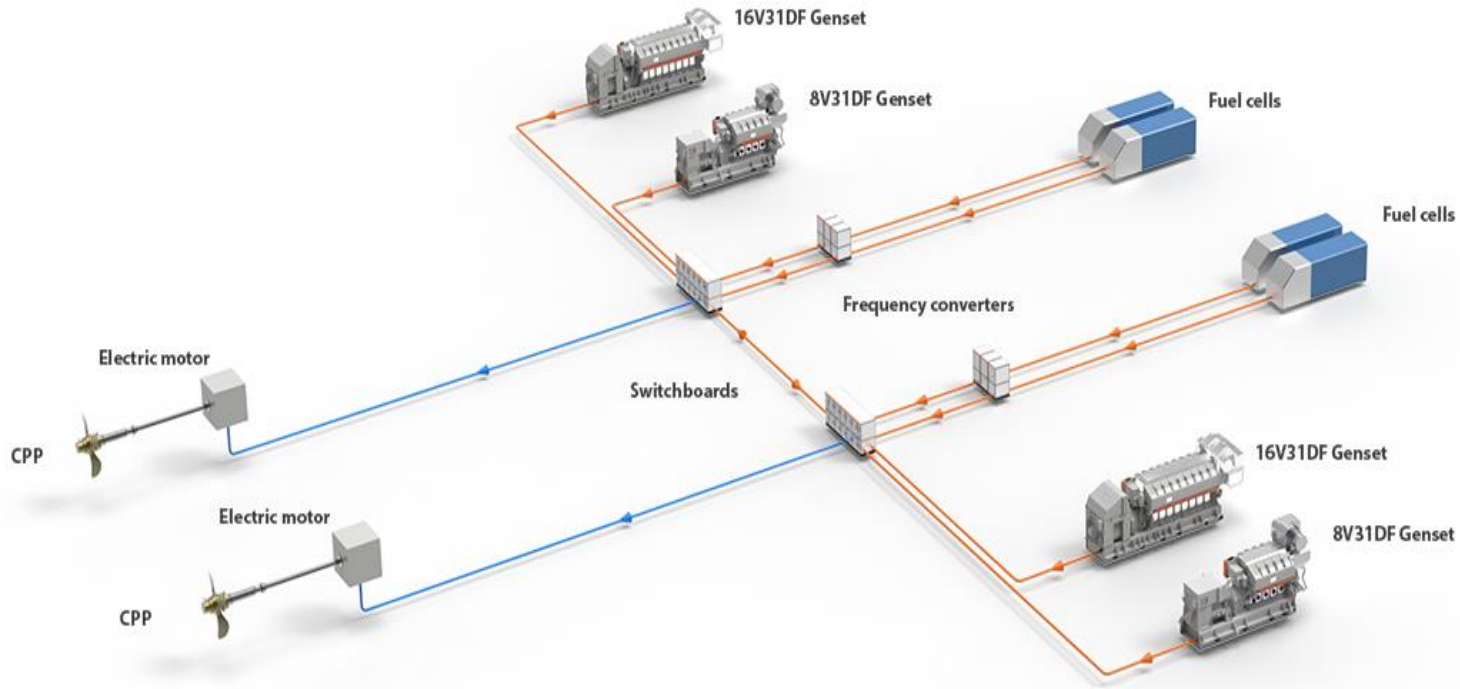 16V31DF Genset
8V31DF Genset
Fuel cells
Fuel cells
Frequency converters
Electric motor
Switchboards
CPP
16V31DF Genset
Electric motor
8V31DF Genset
CPP